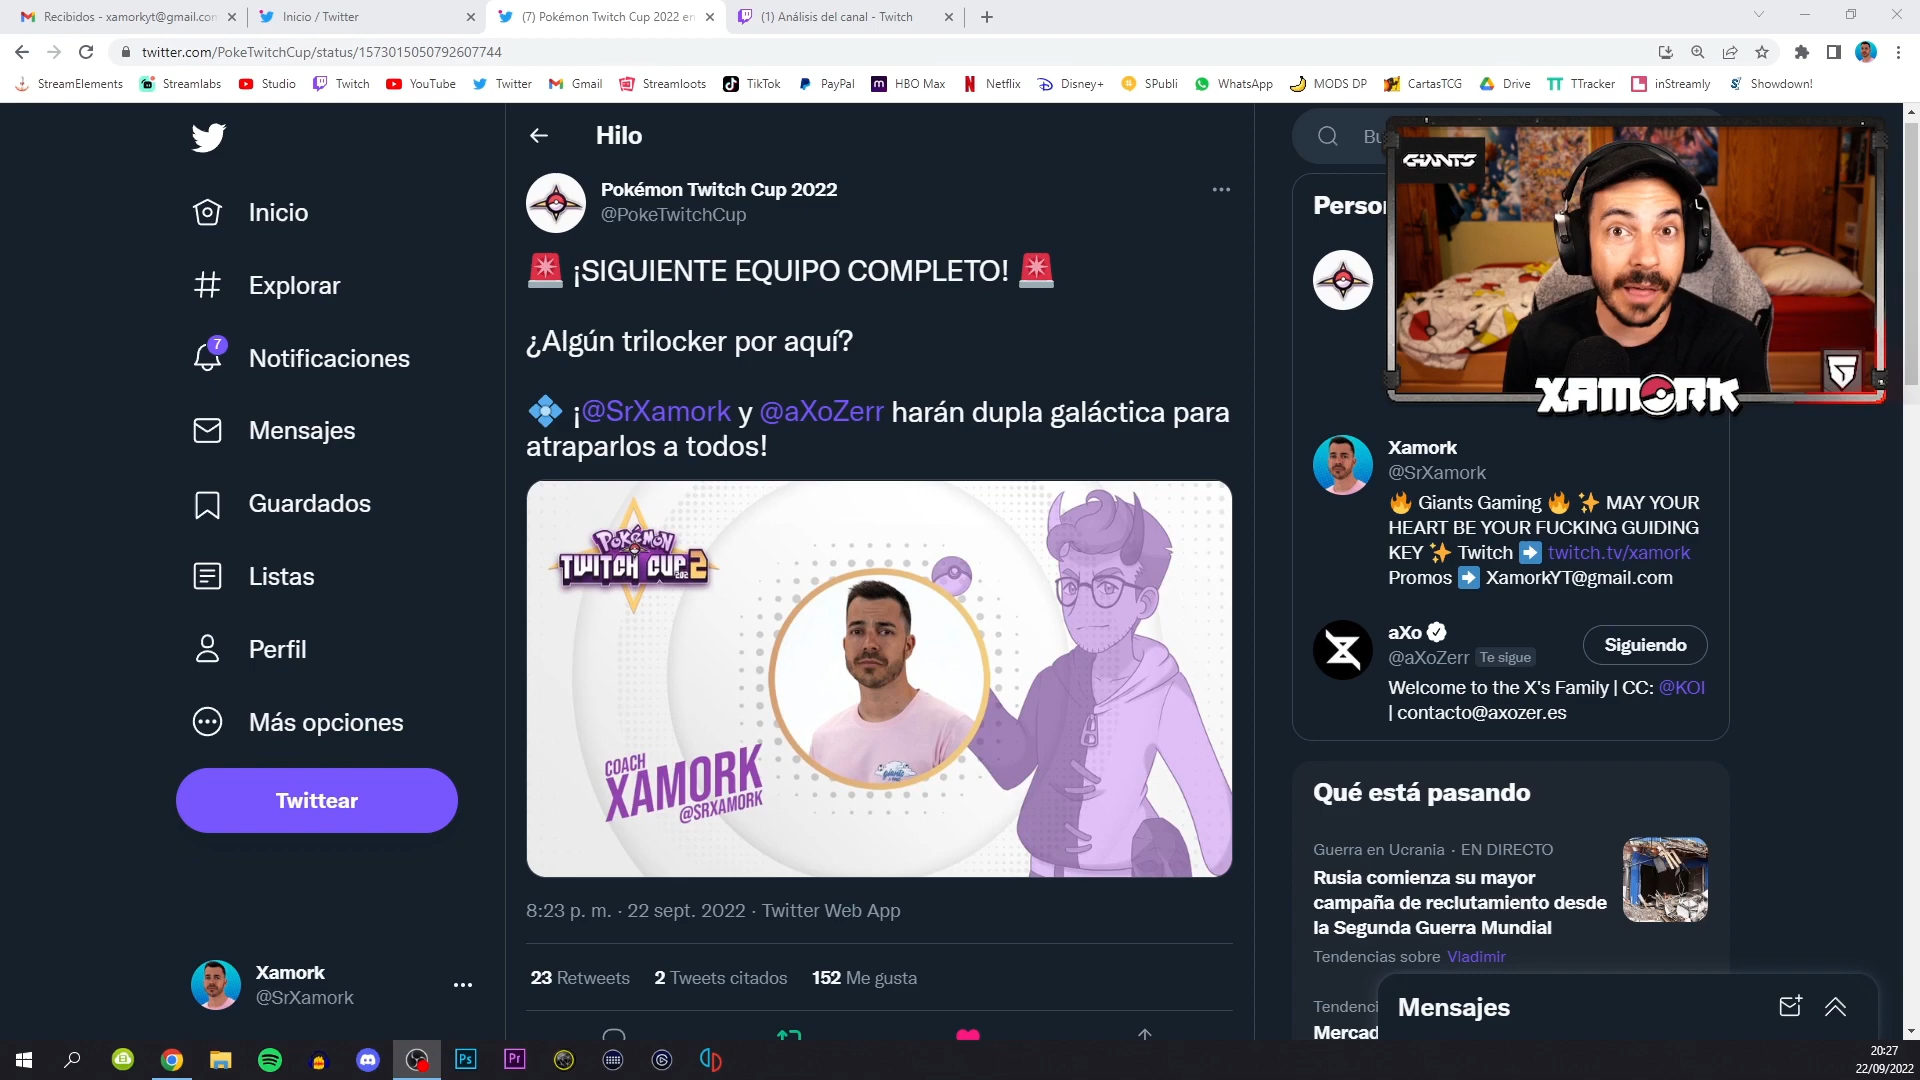 Recibidos - xamorkyt@gmail.con
Inicio / Twitter
(7) Pokémon Twitch Cup 2022 en
(1) Análisis del canal - Twitch
twitter.com/PokeTwitchCup/status/1573015050792607744
StreamElements
Streamlabs
Studio
Twitch
YouTube
Twitter
Gmail
Streamloots
TikTok
PayPal
HBO Max
Netflix
Disney+
SPubli
WhatsApp
MODS DP
CartasTCG
Drive
TTracker
inStreamly
Showdown!
Inicio
Explorar
7
Notificaciones
Mensajes
Guardados
Listas
Perfil
Más opciones
Twittear
Xamork
@SrXamork
Hilo
Pokémon Twitch Cup 2022
@PokeTwitchCup
🚨 ¡SIGUIENTE EQUIPO COMPLETO! 🚨
¿Algún trilocker por aquí?
💠 ¡@SrXamork y @aXoZerr harán dupla galáctica para
atraparlos a todos!
POKÉMON
TWITCH CUP 2
202
COACH
XAMORK
@SRXAMORK
giants
8:23 p. m. · 22 sept. 2022 · Twitter Web App
23 Retweets 2 Tweets citados 152 Me gusta
Bu
GIANTS
XAMORK
Perso
Xamork
@SrXamork
🔥 Giants Gaming 🔥 ✨ MAY YOUR
HEART BE YOUR FUCKING GUIDING
KEY ✨ Twitch ➡️ twitch.tv/xamork
Promos ➡️ XamorkYT@gmail.com
aXo
@aXoZerr Te sigue
Siguiendo
Welcome to the X's Family | CC: @KOI
| contacto@axozer.es
Qué está pasando
Guerra en Ucrania · EN DIRECTO
Rusia comienza su mayor
campaña de reclutamiento desde
la Segunda Guerra Mundial
Tendencias sobre Vladimir
Tendenci
Mercad
Mensajes
Ps
Pr
20:27
22/09/2022